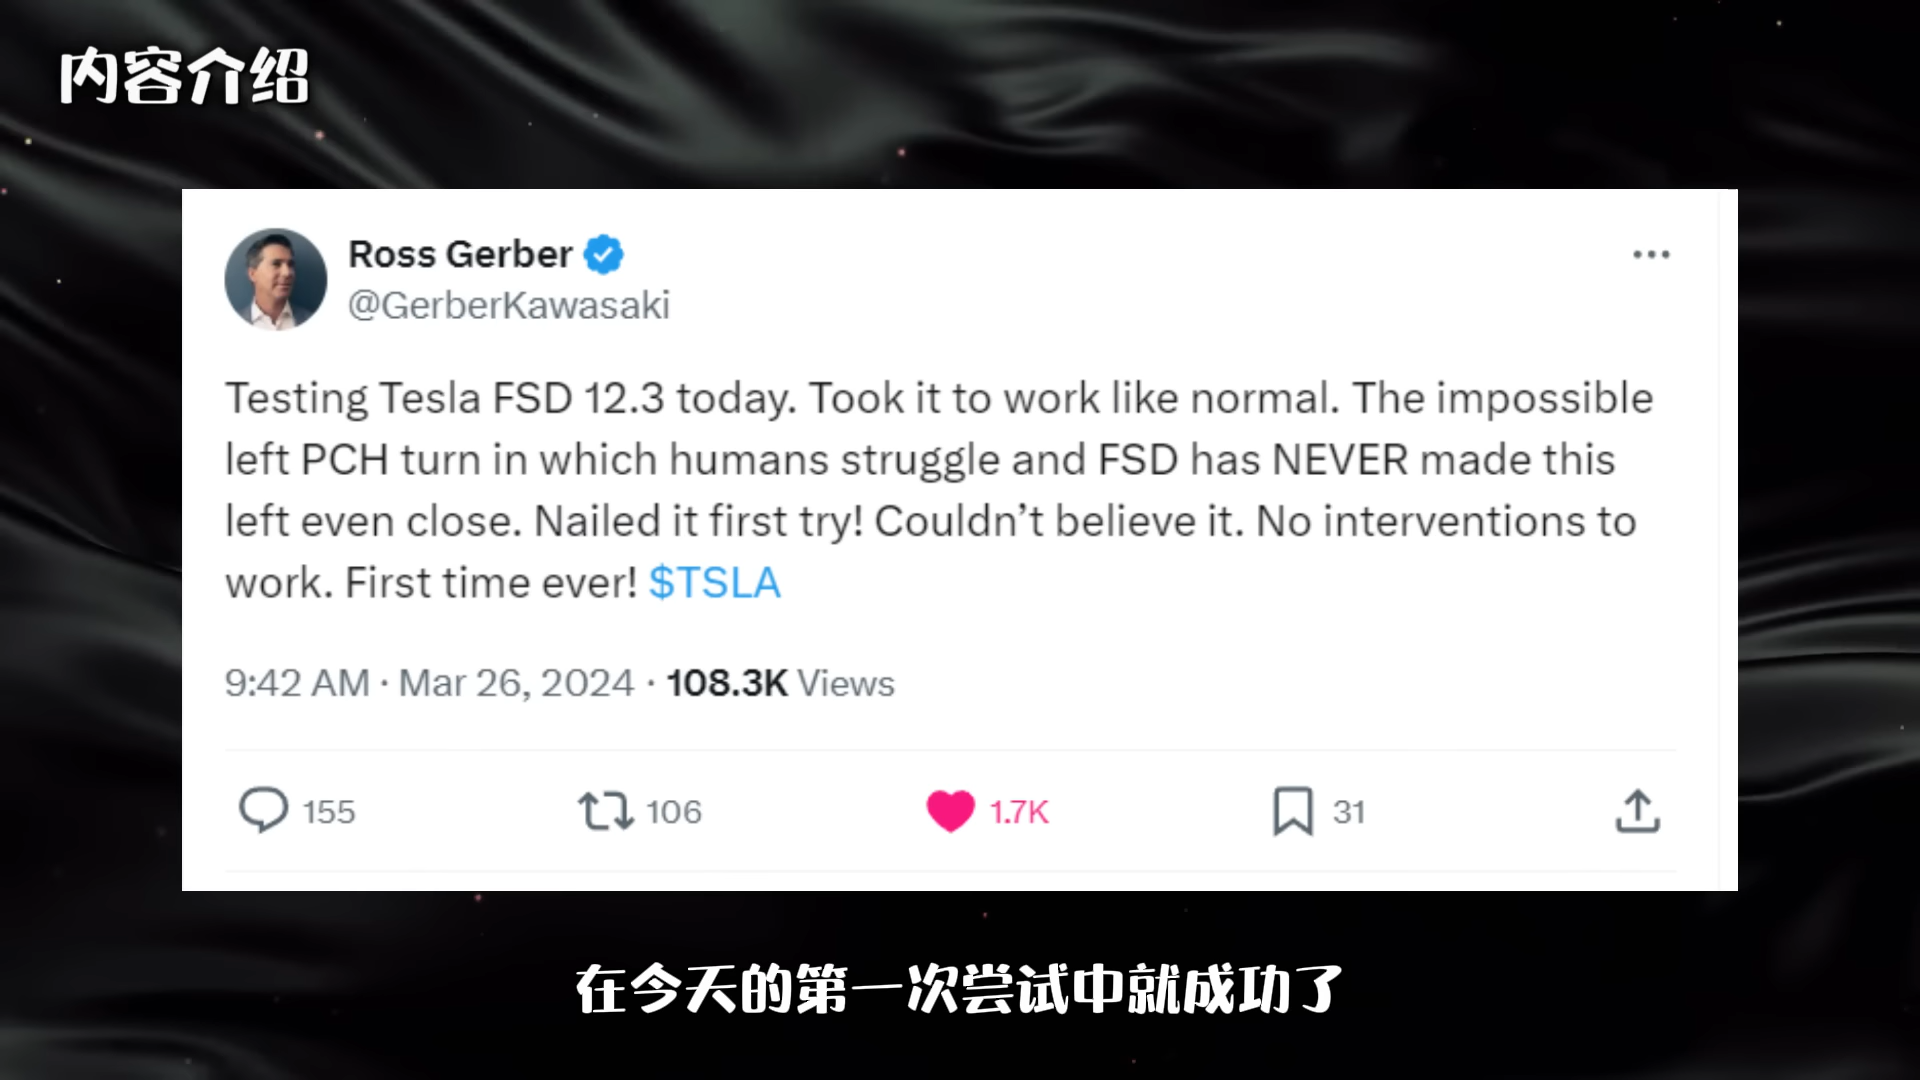 内容介绍
Ross Gerber
@GerberKawasaki
Testing Tesla FSD 12.3 today. Took it to work like normal. The impossible
left PCH turn in which humans struggle and FSD has NEVER made this
left even close. Nailed it first try! Couldn’t believe it. No interventions to
work. First time ever! $TSLA
9:42 AM · Mar 26, 2024 · 108.3K Views
155 106 1.7K 31
在今天的第一次尝试中就成功了